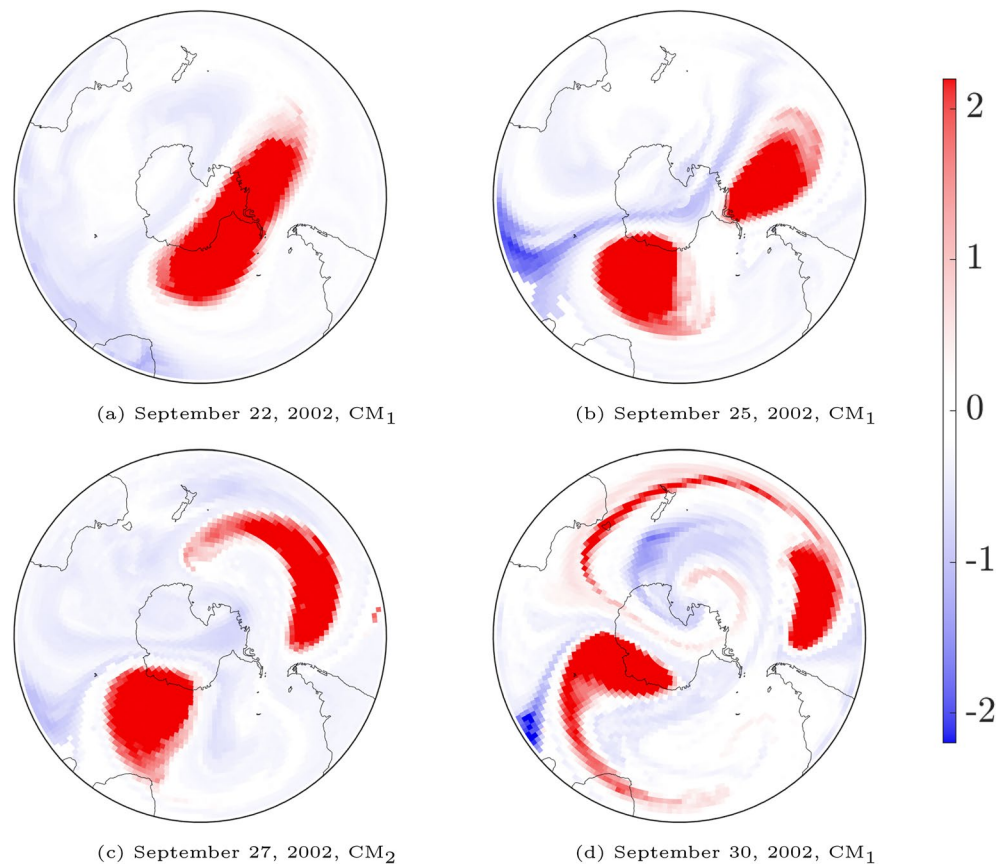 2
1
0
-1
-2
(a) September 22, 2002, CM₁
(b) September 25, 2002, CM₁
(c) September 27, 2002, CM₂
(d) September 30, 2002, CM₁